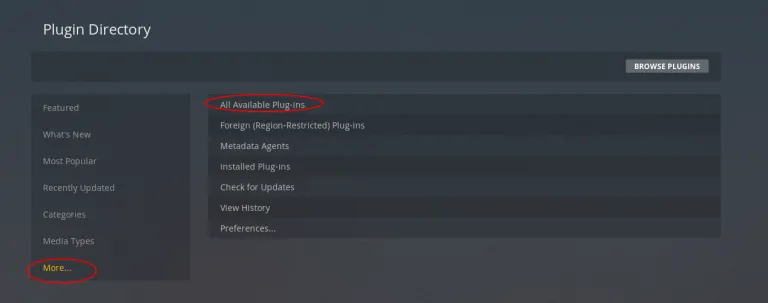 Plugin Directory
BROWSE PLUGINS
Featured
What's New
Most Popular
Recently Updated
Categories
Media Types
More...
All Available Plug-ins
Foreign (Region-Restricted) Plug-ins
Metadata Agents
Installed Plug-ins
Check for Updates
View History
Preferences...